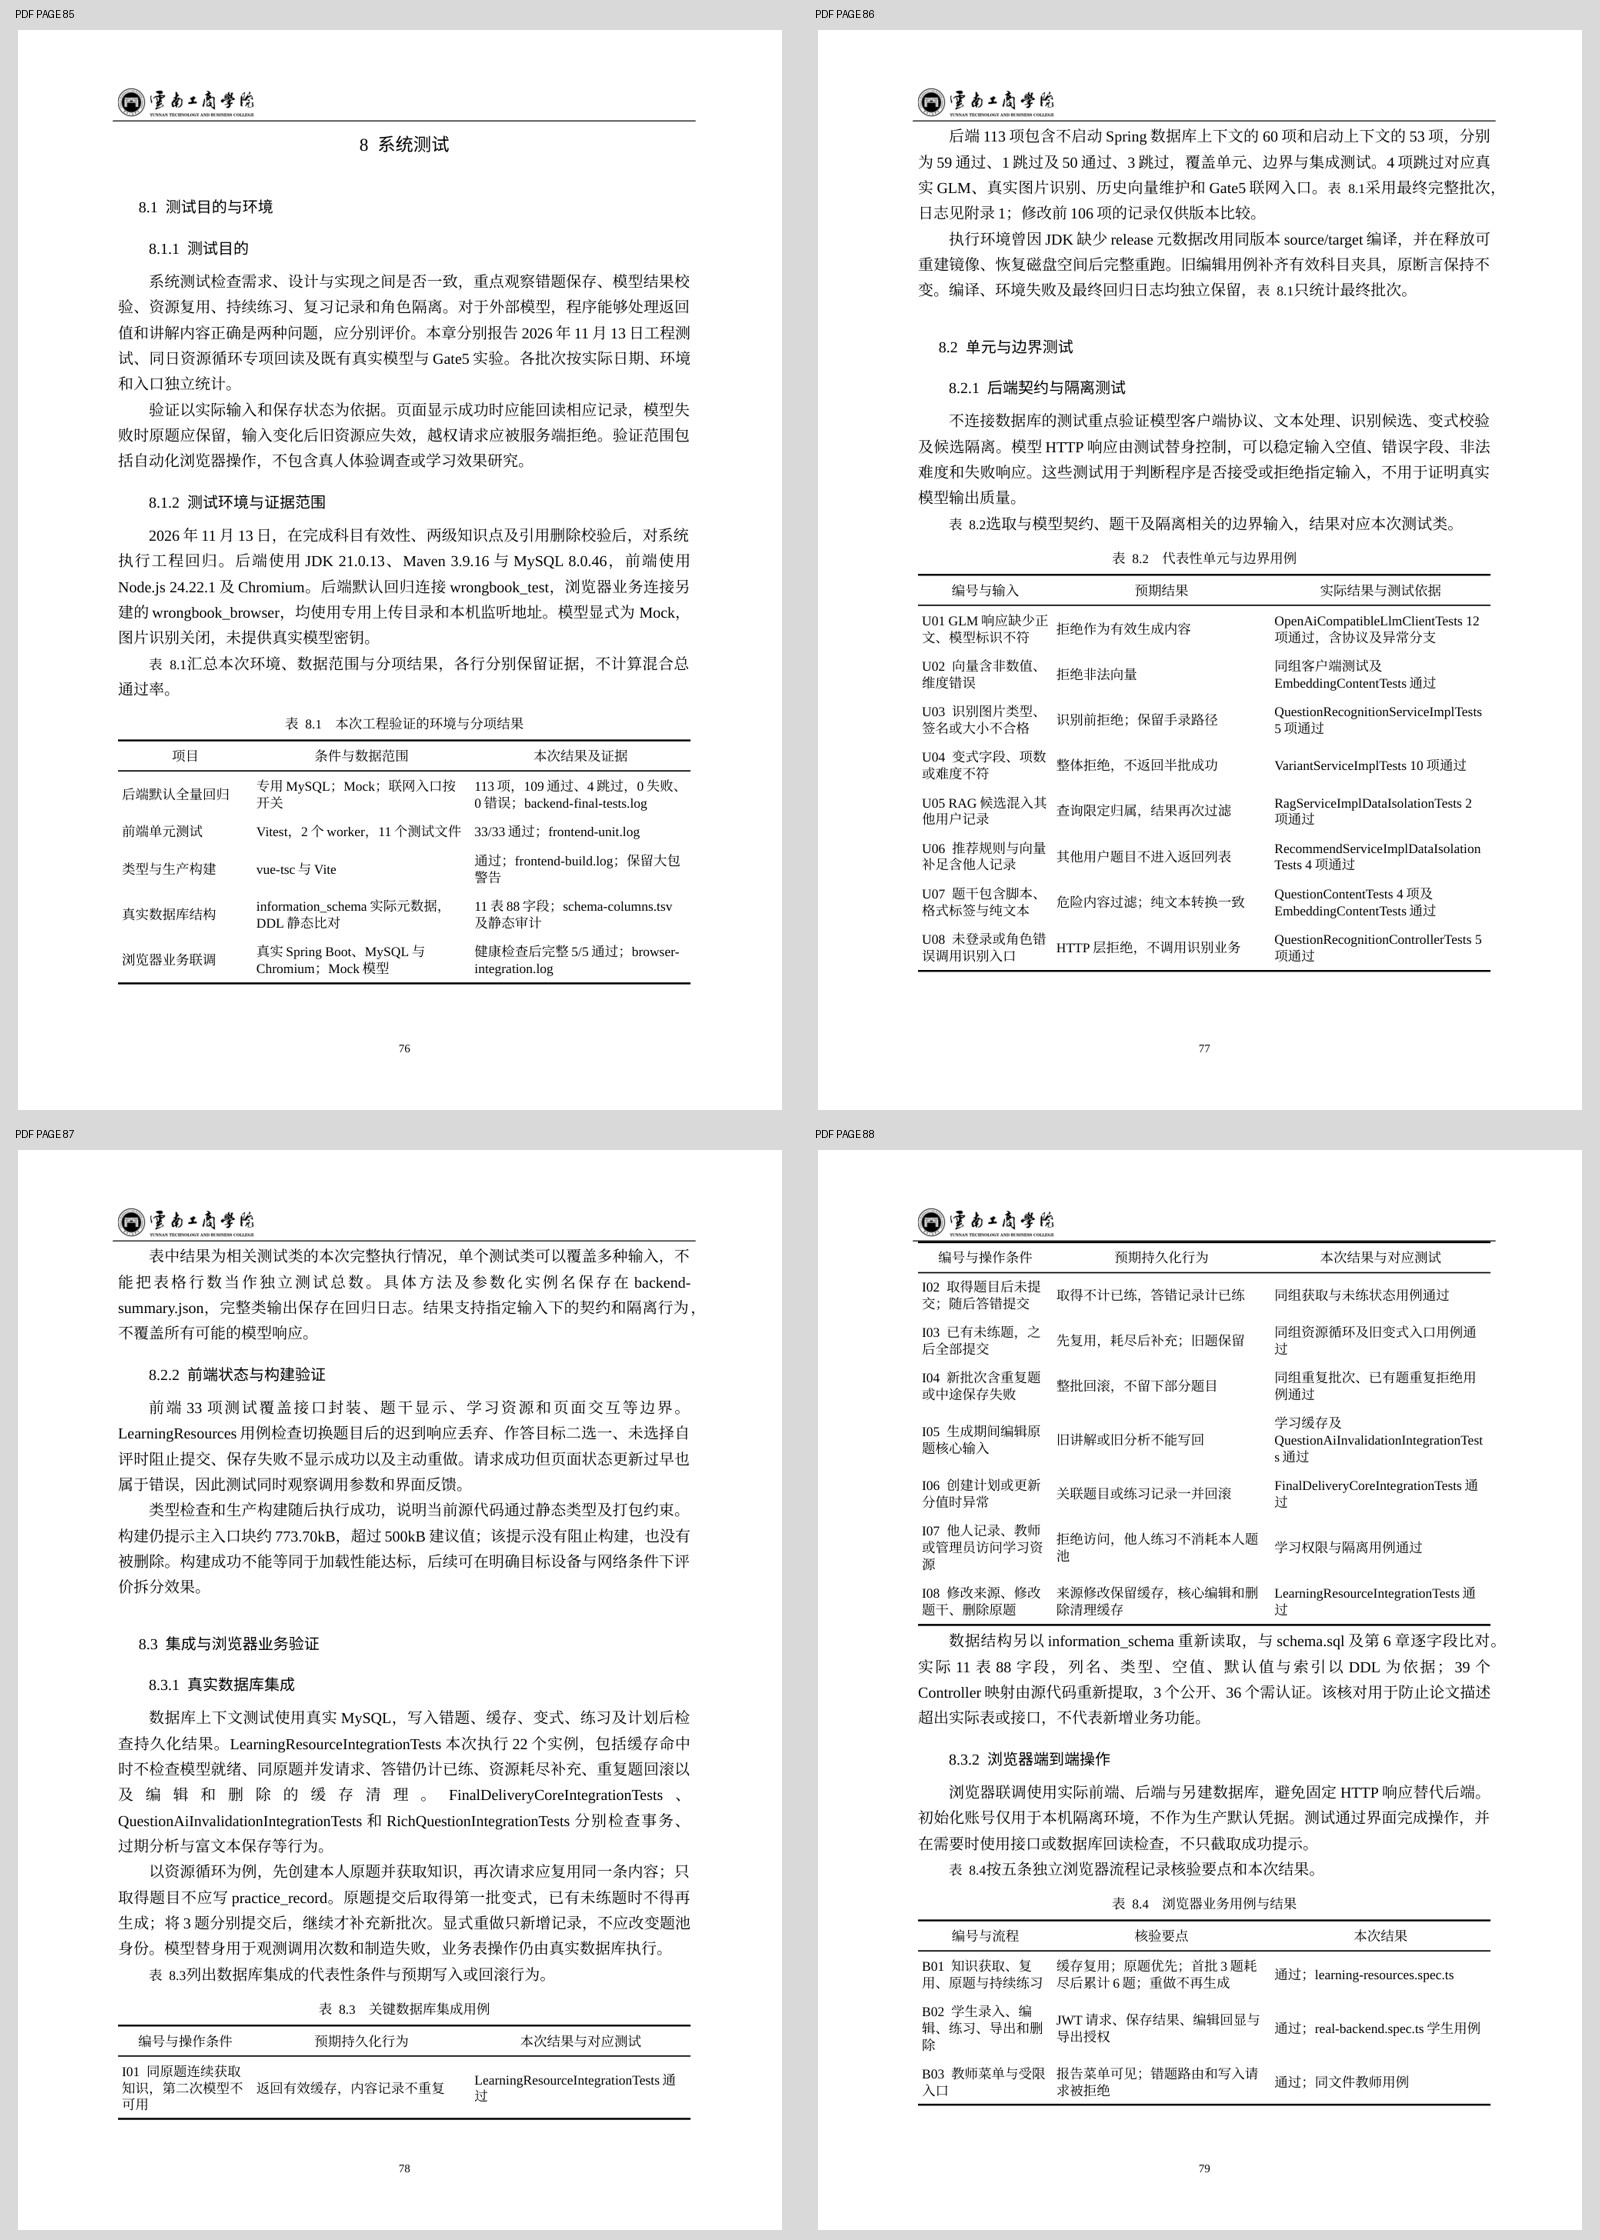 PDF PAGE 85
雲南工商學院
YUNNAN TECHNOLOGY AND BUSINESS COLLEGE
8 系统测试
8.1 测试目的与环境
8.1.1 测试目的
系统测试检查需求、设计与实现之间是否一致，重点观察错题保存、模型结果校
验、资源复用、持续练习、复习记录和角色隔离。对于外部模型，程序能够处理返回
值和讲解内容正确是两种问题，应分别评价。本章分别报告 2026 年 11 月 13 日工程测
试、同日资源循环专项回读及既有真实模型与 Gate5 实验。各批次按实际日期、环境
和入口独立统计。
验证以实际输入和保存状态为依据。页面显示成功时应能回读相应记录，模型失
败时原题应保留，输入变化后旧资源应失效，越权请求应被服务端拒绝。验证范围包
括自动化浏览器操作，不包含真人体验调查或学习效果研究。
8.1.2 测试环境与证据范围
2026 年 11 月 13 日，在完成科目有效性、两级知识点及引用删除校验后，对系统
执行工程回归。后端使用 JDK 21.0.13、Maven 3.9.16 与 MySQL 8.0.46，前端使用
Node.js 24.22.1 及 Chromium。后端默认回归连接 wrongbook_test，浏览器业务连接另
建的 wrongbook_browser，均使用专用上传目录和本机监听地址。模型显式为 Mock，
图片识别关闭，未提供真实模型密钥。
表 8.1汇总本次环境、数据范围与分项结果，各行分别保留证据，不计算混合总
通过率。
表 8.1 本次工程验证的环境与分项结果
项目 条件与数据范围 本次结果及证据
后端默认全量回归 专用 MySQL；Mock；联网入口按 113 项，109 通过、4 跳过，0 失败、
开关 0 错误；backend-final-tests.log
前端单元测试 Vitest，2 个 worker，11 个测试文件 33/33 通过；frontend-unit.log
类型与生产构建 vue-tsc 与 Vite 通过；frontend-build.log；保留大包
警告
真实数据库结构 information_schema 实际元数据， 11 表 88 字段；schema-columns.tsv
DDL 静态比对 及静态审计
浏览器业务联调 真实 Spring Boot、MySQL 与 健康检查后完整 5/5 通过；browser-
Chromium；Mock 模型 integration.log
76
PDF PAGE 86
雲南工商學院
YUNNAN TECHNOLOGY AND BUSINESS COLLEGE
后端 113 项包含不启动 Spring 数据库上下文的 60 项和启动上下文的 53 项，分别
为 59 通过、1 跳过及 50 通过、3 跳过，覆盖单元、边界与集成测试。4 项跳过对应真
实 GLM、真实图片识别、历史向量维护和 Gate5 联网入口。表 8.1采用最终完整批次，
日志见附录 1；修改前 106 项的记录仅供版本比较。
执行环境曾因 JDK 缺少 release 元数据改用同版本 source/target 编译，并在释放可
重建镜像、恢复磁盘空间后完整重跑。旧编辑用例补齐有效科目夹具，原断言保持不
变。编译、环境失败及最终回归日志均独立保留，表 8.1只统计最终批次。
8.2 单元与边界测试
8.2.1 后端契约与隔离测试
不连接数据库的测试重点验证模型客户端协议、文本处理、识别候选、变式校验
及候选隔离。模型 HTTP 响应由测试替身控制，可以稳定输入空值、错误字段、非法
难度和失败响应。这些测试用于判断程序是否接受或拒绝指定输入，不用于证明真实
模型输出质量。
表 8.2选取与模型契约、题干及隔离相关的边界输入，结果对应本次测试类。
表 8.2 代表性单元与边界用例
编号与输入 预期结果 实际结果与测试依据
U01 GLM 响应缺少正 拒绝作为有效生成内容 OpenAiCompatibleLlmClientTests 12
文、模型标识不符 项通过，含协议及异常分支
U02 向量含非数值、 拒绝非法向量 同组客户端测试及
维度错误 EmbeddingContentTests 通过
U03 识别图片类型、 识别前拒绝；保留手录路径 QuestionRecognitionServiceImplTests
签名或大小不合格 5 项通过
U04 变式字段、项数 整体拒绝，不返回半批成功 VariantServiceImplTests 10 项通过
或难度不符
U05 RAG 候选混入其 查询限定归属，结果再次过滤 RagServiceImplDataIsolationTests 2
他用户记录 项通过
U06 推荐规则与向量 其他用户题目不进入返回列表 RecommendServiceImplDataIsolation
补足含他人记录 Tests 4 项通过
U07 题干包含脚本、 危险内容过滤；纯文本转换一致 QuestionContentTests 4 项及
格式标签与纯文本 EmbeddingContentTests 通过
U08 未登录或角色错 HTTP 层拒绝，不调用识别业务 QuestionRecognitionControllerTests 5
误调用识别入口 项通过
77
PDF PAGE 87
雲南工商學院
YUNNAN TECHNOLOGY AND BUSINESS COLLEGE
表中结果为相关测试类的本次完整执行情况，单个测试类可以覆盖多种输入，不
能把表格行数当作独立测试总数。具体方法及参数化实例名保存在 backend-
summary.json，完整类输出保存在回归日志。结果支持指定输入下的契约和隔离行为，
不覆盖所有可能的模型响应。
8.2.2 前端状态与构建验证
前端 33 项测试覆盖接口封装、题干显示、学习资源和页面交互等边界。
LearningResources 用例检查切换题目后的迟到响应丢弃、作答目标二选一、未选择自
评时阻止提交、保存失败不显示成功以及主动重做。请求成功但页面状态更新过早也
属于错误，因此测试同时观察调用参数和界面反馈。
类型检查和生产构建随后执行成功，说明当前源代码通过静态类型及打包约束。
构建仍提示主入口块约 773.70kB，超过 500kB 建议值；该提示没有阻止构建，也没有
被删除。构建成功不能等同于加载性能达标，后续可在明确目标设备与网络条件下评
价拆分效果。
8.3 集成与浏览器业务验证
8.3.1 真实数据库集成
数据库上下文测试使用真实 MySQL，写入错题、缓存、变式、练习及计划后检
查持久化结果。LearningResourceIntegrationTests 本次执行 22 个实例，包括缓存命中
时不检查模型就绪、同原题并发请求、答错仍计已练、资源耗尽补充、重复题回滚以
及编辑和删除的缓存清理。FinalDeliveryCoreIntegrationTests、
QuestionAiInvalidationIntegrationTests 和 RichQuestionIntegrationTests 分别检查事务、
过期分析与富文本保存等行为。
以资源循环为例，先创建本人原题并获取知识，再次请求应复用同一条内容；只
取得题目不应写 practice_record。原题提交后取得第一批变式，已有未练题时不得再
生成；将 3 题分别提交后，继续才补充新批次。显式重做只新增记录，不应改变题池
身份。模型替身用于观测调用次数和制造失败，业务表操作仍由真实数据库执行。
表 8.3列出数据库集成的代表性条件与预期写入或回滚行为。
表 8.3 关键数据库集成用例
编号与操作条件 预期持久化行为 本次结果与对应测试
I01 同原题连续获取
知识，第二次模型不 返回有效缓存，内容记录不重复 LearningResourceIntegrationTests 通
可用 过
78
PDF PAGE 88
雲南工商學院
YUNNAN TECHNOLOGY AND BUSINESS COLLEGE
编号与操作条件 预期持久化行为 本次结果与对应测试
I02 取得题目后未提 取得不计已练，答错记录计已练 同组获取与未练状态用例通过
交；随后答错提交
I03 已有未练题，之 先复用，耗尽后补充；旧题保留 同组资源循环及旧变式入口用例通
后全部提交 过
I04 新批次含重复题 整批回滚，不留下部分题目 同组重复批次、已有题重复拒绝用
或中途保存失败 例通过
I05 生成期间编辑原 旧讲解或旧分析不能写回 学习缓存及
题核心输入 QuestionAiInvalidationIntegrationTest
s 通过
I06 创建计划或更新 关联题目或练习记录一并回滚 FinalDeliveryCoreIntegrationTests 通
分值时异常 过
I07 他人记录、教师 拒绝访问，他人练习不消耗本人题 学习权限与隔离用例通过
或管理员访问学习资 池
源
I08 修改来源、修改 来源修改保留缓存，核心编辑和删 LearningResourceIntegrationTests 通
题干、删除原题 除清理缓存 过
数据结构另以 information_schema 重新读取，与 schema.sql 及第 6 章逐字段比对。
实际 11 表 88 字段，列名、类型、空值、默认值与索引以 DDL 为依据；39 个
Controller 映射由源代码重新提取，3 个公开、36 个需认证。该核对用于防止论文描述
超出实际表或接口，不代表新增业务功能。
8.3.2 浏览器端到端操作
浏览器联调使用实际前端、后端与另建数据库，避免固定 HTTP 响应替代后端。
初始化账号仅用于本机隔离环境，不作为生产默认凭据。测试通过界面完成操作，并
在需要时使用接口或数据库回读检查，不只截取成功提示。
表 8.4按五条独立浏览器流程记录核验要点和本次结果。
表 8.4 浏览器业务用例与结果
编号与流程 核验要点 本次结果
B01 知识获取、复 缓存复用；原题优先；首批 3 题耗 通过；learning-resources.spec.ts
用、原题与持续练习 尽后累计 6 题；重做不再生成
B02 学生录入、编 JWT 请求、保存结果、编辑回显与 通过；real-backend.spec.ts 学生用例
辑、练习、导出和删 导出授权
除
B03 教师菜单与受限 报告菜单可见；错题路由和写入请 通过；同文件教师用例
入口 求被拒绝
79